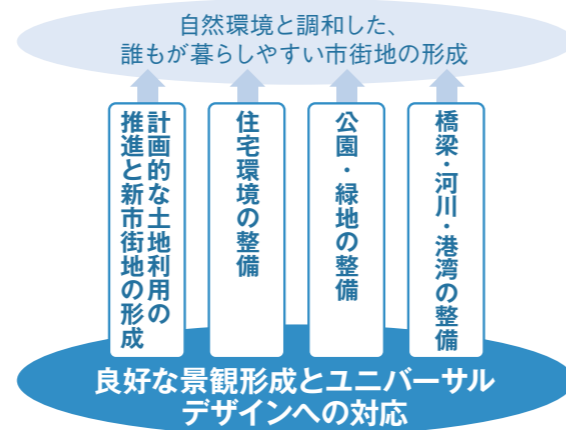 自然環境と調和した、
誰もが暮らしやすい市街地の形成
計画的な土地利用の
推進と新市街地の形成
住宅環境の整備
公園・緑地の整備
橋梁・河川・港湾の整備
良好な景観形成とユニバーサル
デザインへの対応